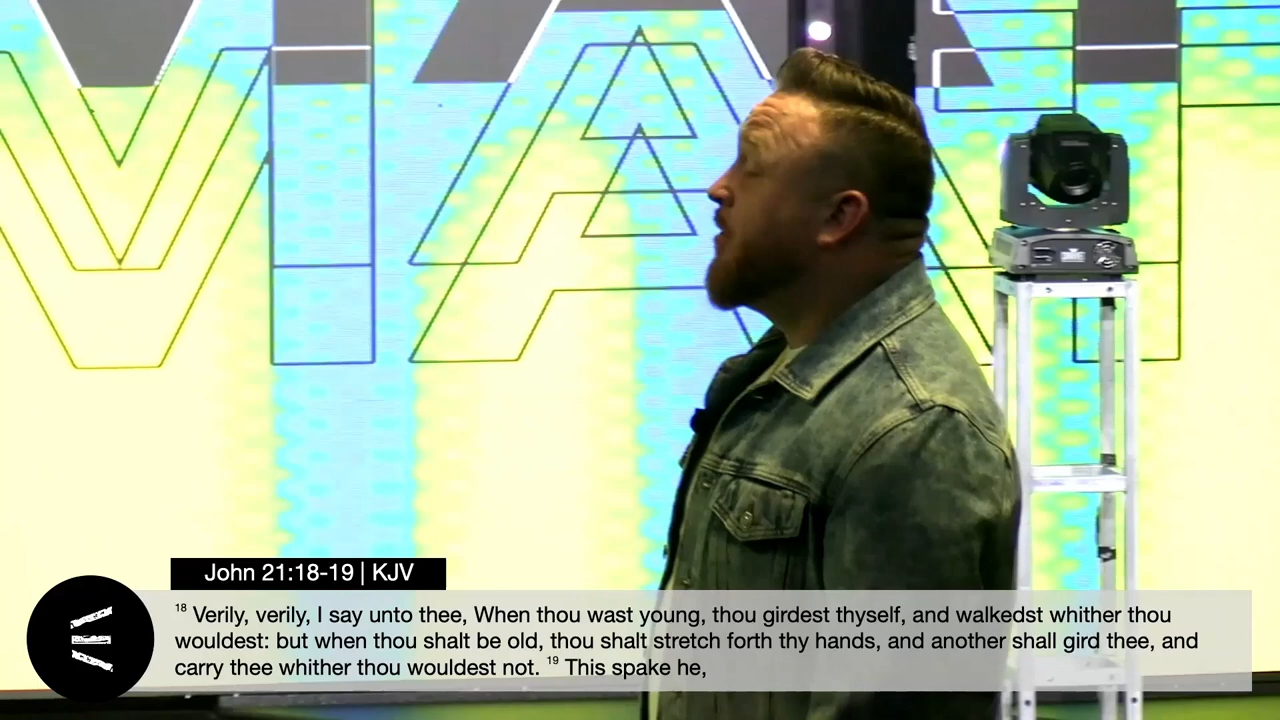 John 21:18-19 | KJV
18 Verily, verily, I say unto thee, When thou wast young, thou girdest thyself, and walkedst whither thou
wouldest: but when thou shalt be old, thou shalt stretch forth thy hands, and another shall gird thee, and
carry thee whither thou wouldest not. 19 This spake he,